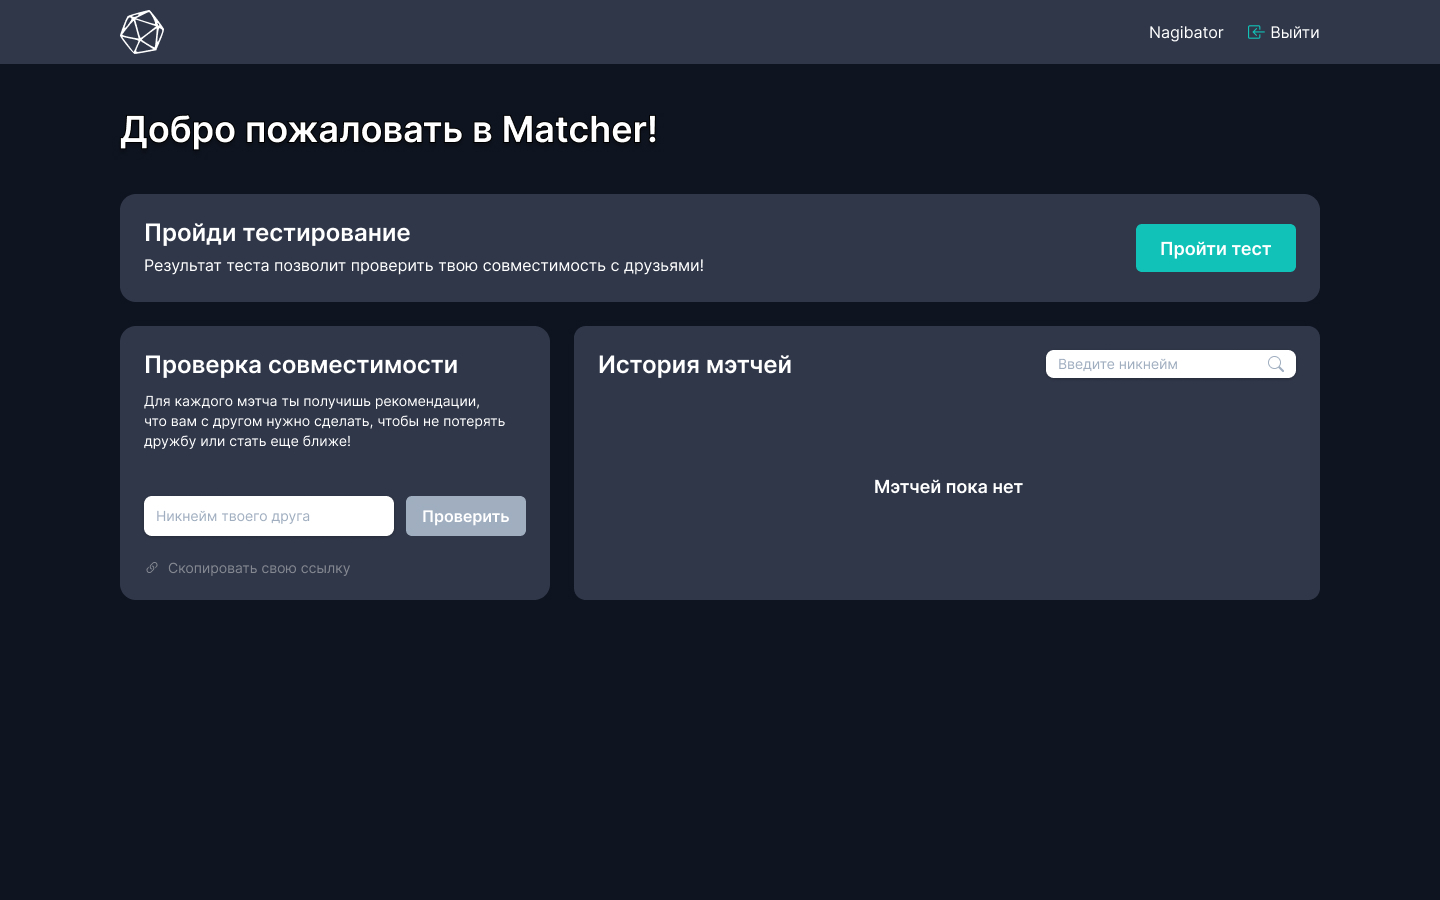 Nagibator
Выйти
Добро пожаловать в Matcher!
Пройди тестирование
Результат теста позволит проверить твою совместимость с друзьями!
Пройти тест
Проверка совместимости
Для каждого мэтча ты получишь рекомендации,
что вам с другом нужно сделать, чтобы не потерять
дружбу или стать еще ближе!
Никнейм твоего друга
Проверить
Скопировать свою ссылку
История мэтчей
Введите никнейм
Мэтчей пока нет